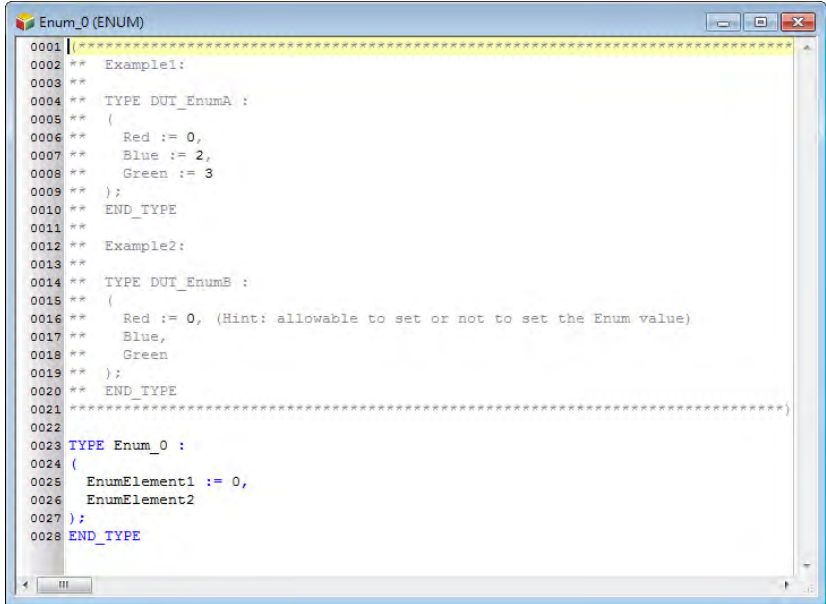 Enum_0 (ENUM)
0001 (*******************************************************************************
0002 ** Example1:
0003 **
0004 ** TYPE DUT_EnumA :
0005 ** (
0006 ** Red := 0,
0007 ** Blue := 2,
0008 ** Green := 3
0009 ** );
0010 ** END_TYPE
0011 **
0012 ** Example2:
0013 **
0014 ** TYPE DUT_EnumB :
0015 ** (
0016 ** Red := 0, (Hint: allowable to set or not to set the Enum value)
0017 ** Blue,
0018 ** Green
0019 ** );
0020 ** END_TYPE
0021 *******************************************************************************)
0022
0023 TYPE Enum_0 :
0024 (
0025 EnumElement1 := 0,
0026 EnumElement2
0027 );
0028 END_TYPE